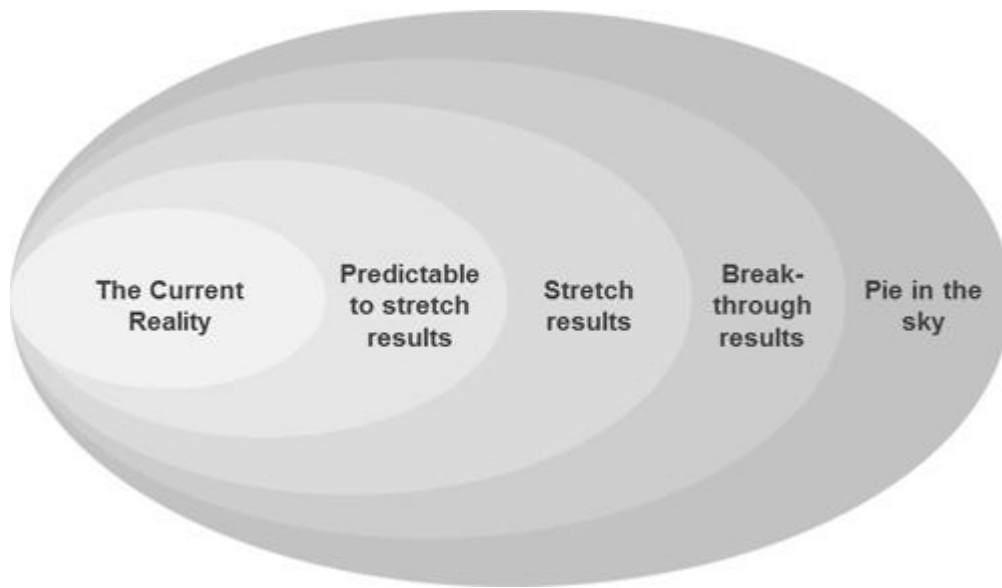 The Current
Reality
Predictable
to stretch
results
Stretch
results
Break-
through
results
Pie in the
sky